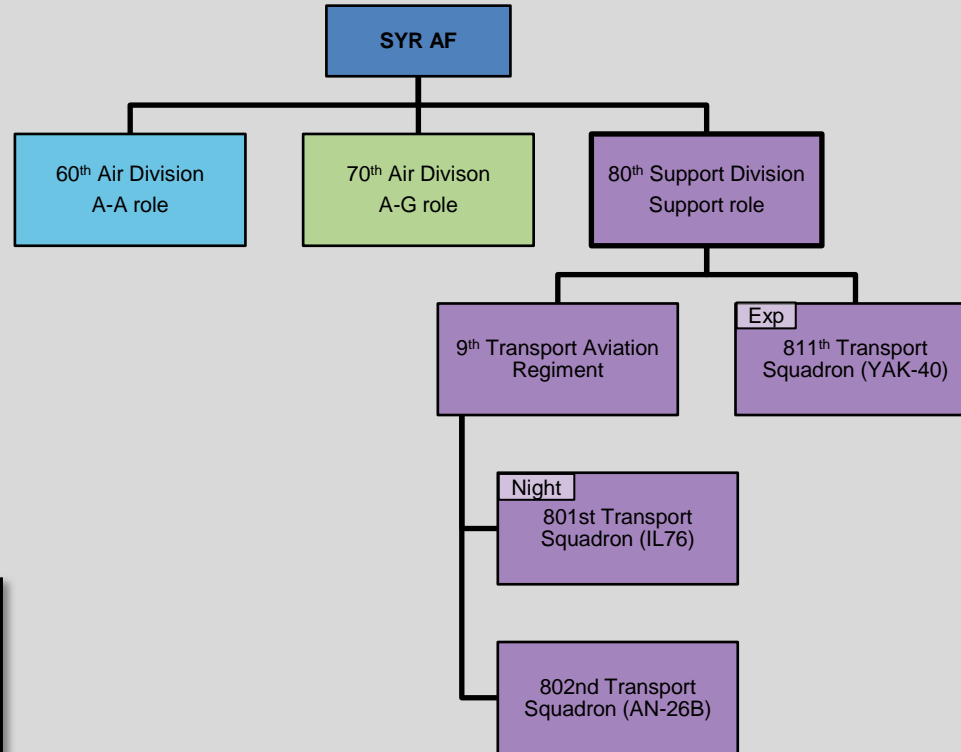 SYR AF
60th Air Division
A-A role
70th Air Divison
A-G role
80th Support Division
Support role
9th Transport Aviation
Regiment
Exp
811th Transport
Squadron (YAK-40)
Night
801st Transport
Squadron (IL76)
802nd Transport
Squadron (AN-26B)